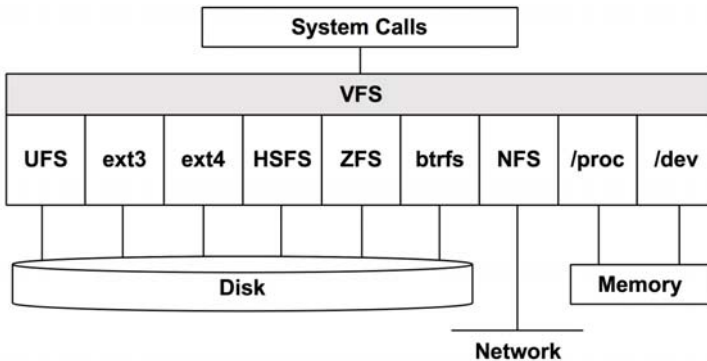 System Calls
VFS
UFS ext3 ext4 HSFS ZFS btrfs NFS /proc /dev
Disk Memory
Network